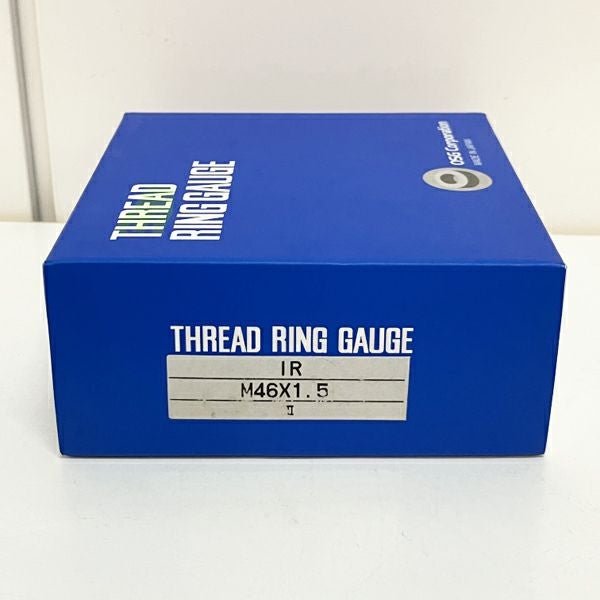 THREAD
RING GAUGE
OSG Corporation
MADE IN JAPAN
THREAD RING GAUGE
IR
M46X1.5
II